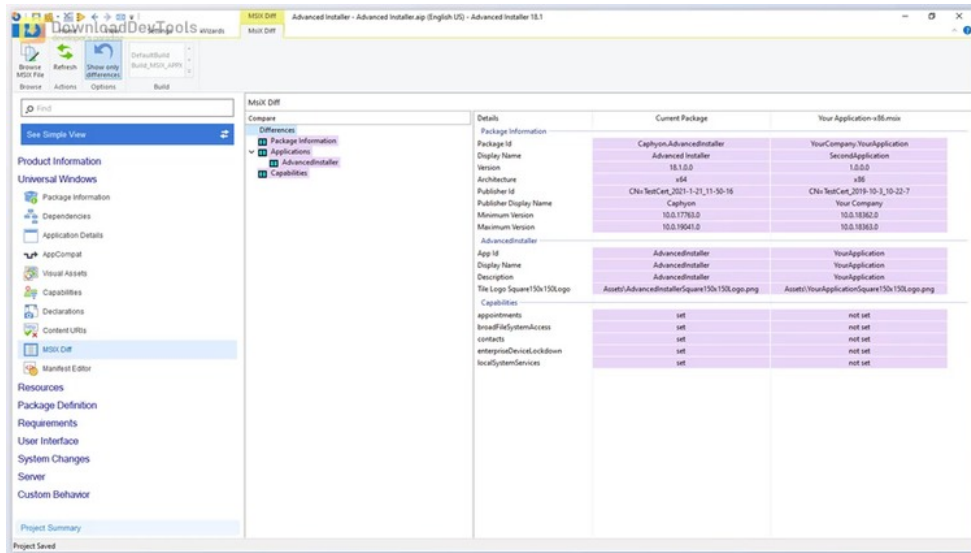 MSIX Diff
Advanced Installer - Advanced Installer.aip (English US) - Advanced Installer 18.1
DownloadDevTools
developer's paradise
Wizards
MsiX Diff
Browse
MSIX File
Refresh
Show only
differences
DefaultBuild
Build_MSIX_APPX
Browse
Actions
Options
Build
Find
See Simple View
Product Information
Universal Windows
Package Information
Dependencies
Application Details
AppCompat
Visual Assets
Capabilities
Declarations
Content URIs
MSIX Diff
Manifest Editor
Resources
Package Definition
Requirements
User Interface
System Changes
Server
Custom Behavior
Project Summary
Project Saved
MsiX Diff
Compare
Differences
Package Information
Applications
AdvancedInstaller
Capabilities
Details Current Package Your Application-x86.msix
Package Information
Package Id Caphyon.AdvancedInstaller YourCompany.YourApplication
Display Name Advanced Installer SecondApplication
Version 18.1.0.0 1.0.0.0
Architecture x64 x86
Publisher Id CN=TestCert_2021-1-21_11-50-16 CN=TestCert_2019-10-3_10-22-7
Publisher Display Name Caphyon Your Company
Minimum Version 10.0.17763.0 10.0.18362.0
Maximum Version 10.0.19041.0 10.0.18363.0
AdvancedInstaller
App Id AdvancedInstaller YourApplication
Display Name AdvancedInstaller YourApplication
Description AdvancedInstaller YourApplication
Tile Logo Square150x150Logo Assets\AdvancedInstallerSquare150x150Logo.png Assets\YourApplicationSquare150x150Logo.png
Capabilities
appointments set not set
broadFileSystemAccess set not set
contacts set not set
enterpriseDeviceLockdown set not set
localSystemServices set not set